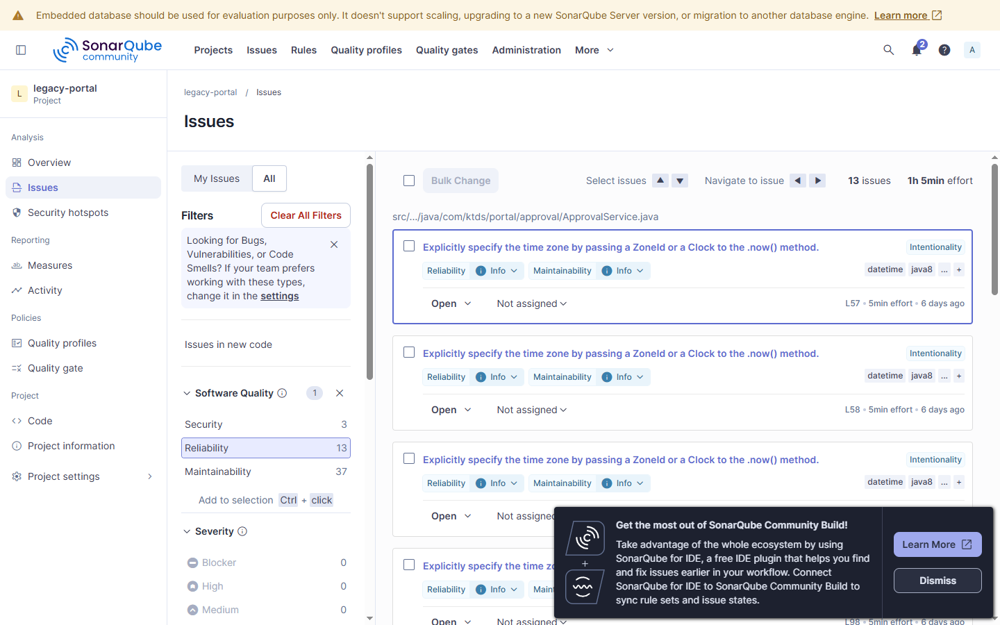 Embedded database should be used for evaluation purposes only. It doesn't support scaling, upgrading to a new SonarQube Server version, or migration to another database engine. Learn more
SonarQube community
Projects Issues Rules Quality profiles Quality gates Administration More
2
?
A
L
legacy-portal
Project
Analysis
Overview
Issues
Security hotspots
Reporting
Measures
Activity
Policies
Quality profiles
Quality gate
Project
Code
Project information
Project settings
legacy-portal / Issues
Issues
My Issues All
Filters Clear All Filters
Looking for Bugs,
Vulnerabilities, or Code
Smells? If your team prefers
working with these types,
change it in the settings
Issues in new code
Software Quality 1
Security 3
Reliability 13
Maintainability 37
Add to selection Ctrl + click
Severity
Blocker 0
High 0
Medium 0
Bulk Change Select issues Navigate to issue 13 issues 1h 5min effort
src/.../java/com/ktds/portal/approval/ApprovalService.java
Explicitly specify the time zone by passing a ZoneId or a Clock to the .now() method. Intentionality
Reliability Info Maintainability Info datetime java8 ... +
Open Not assigned L57 • 5min effort • 6 days ago
Explicitly specify the time zone by passing a ZoneId or a Clock to the .now() method. Intentionality
Reliability Info Maintainability Info datetime java8 ... +
Open Not assigned L58 • 5min effort • 6 days ago
Explicitly specify the time zone by passing a ZoneId or a Clock to the .now() method. Intentionality
Reliability Info Maintainability Info datetime java8 ... +
Open Not assigned
Explicitly specify the time
Reliability Info
Open Not assigned L98 • 5min effort • 6 days ago
Get the most out of SonarQube Community Build!
Take advantage of the whole ecosystem by using
SonarQube for IDE, a free IDE plugin that helps you find
and fix issues earlier in your workflow. Connect
SonarQube for IDE to SonarQube Community Build to
sync rule sets and issue states.
Learn More
Dismiss